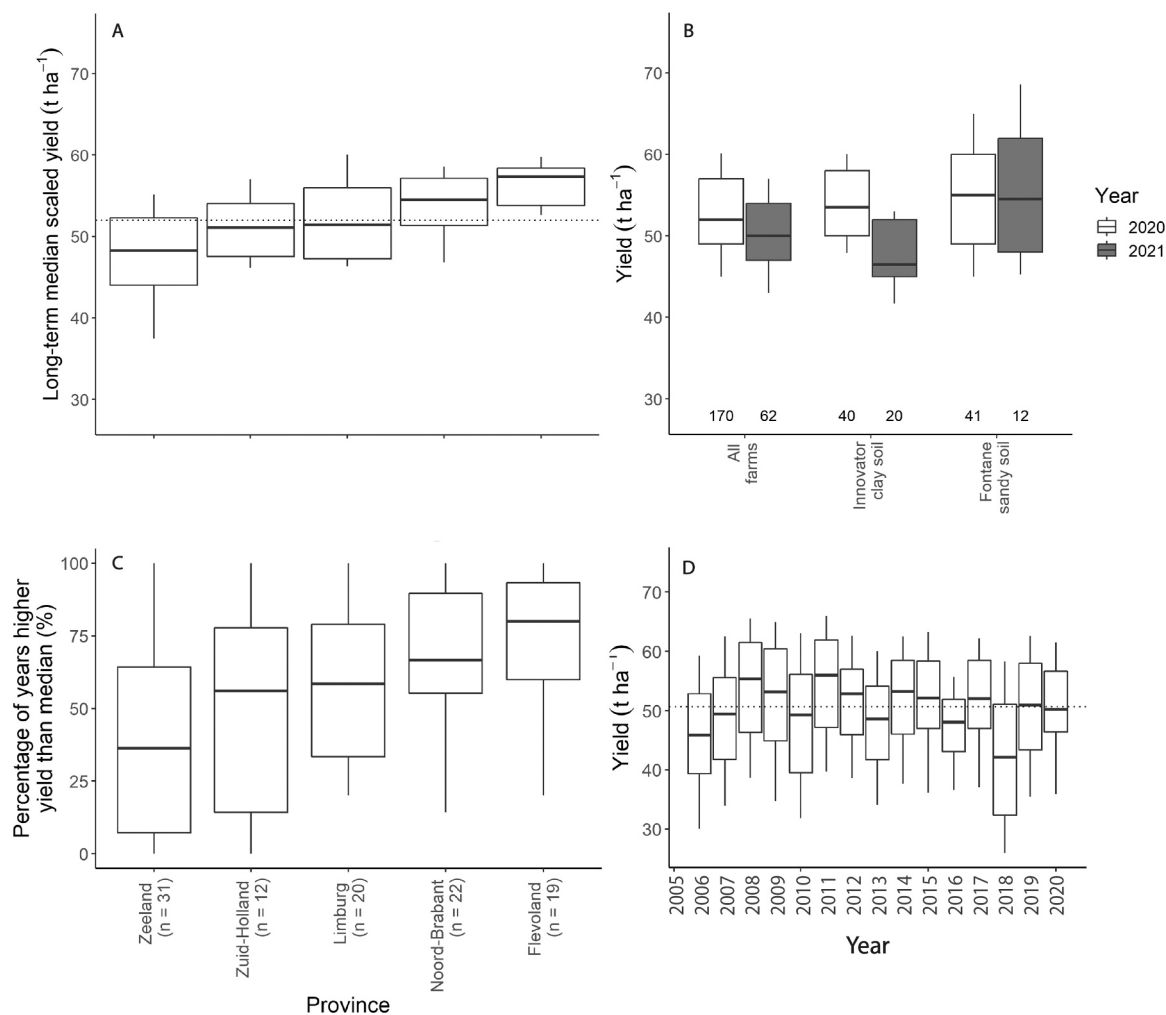 A
Long-term median scaled yield (t ha⁻¹)
70
60
50
40
30
B
Yield (t ha⁻¹)
70
60
50
40
30
170
62
40
20
41
12
All
farms
Innovator
clay soil
Fontane
sandy soil
Year
2020
2021
C
Percentage of years higher
yield than median (%)
100
75
50
25
0
Zeeland
(n = 31)
Zuid-Holland
(n = 12)
Limburg
(n = 20)
Noord-Brabant
(n = 22)
Flevoland
(n = 19)
Province
D
Yield (t ha⁻¹)
70
60
50
40
30
2005
2006
2007
2008
2009
2010
2011
2012
2013
2014
2015
2016
2017
2018
2019
2020
Year